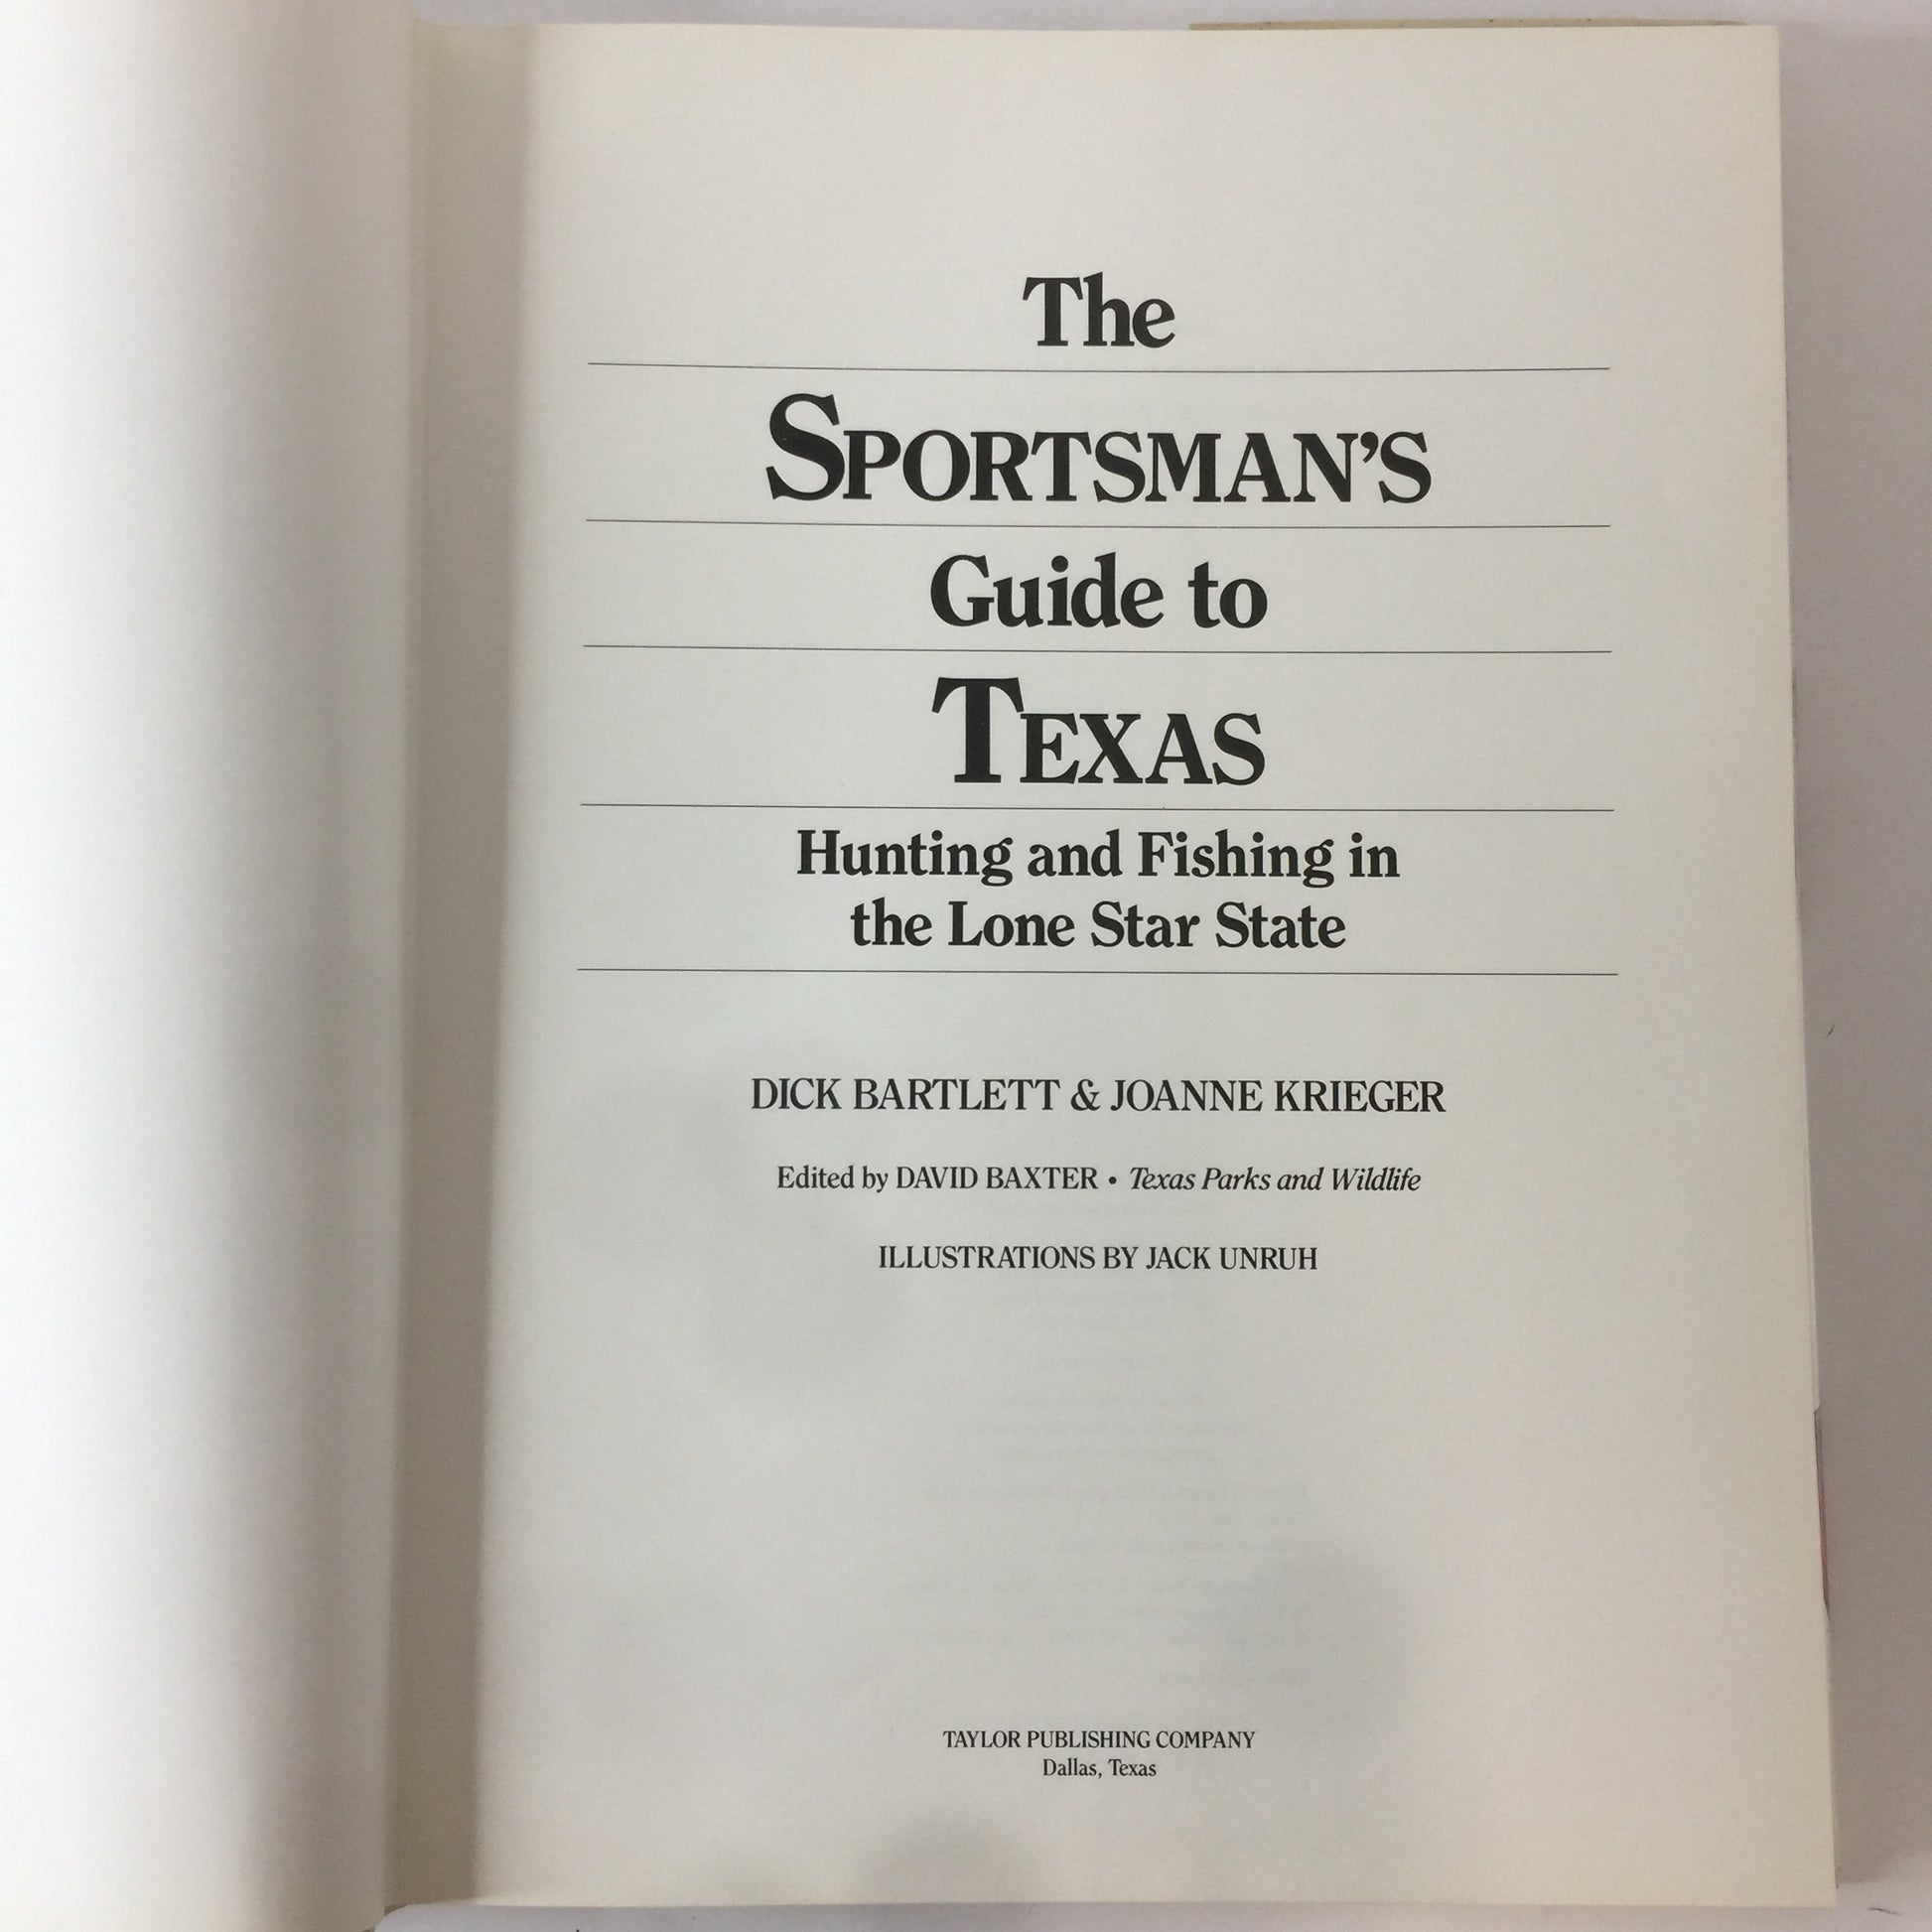 The
SPORTSMAN'S
Guide to
TEXAS
Hunting and Fishing in
the Lone Star State
DICK BARTLETT & JOANNE KRIEGER
Edited by DAVID BAXTER • Texas Parks and Wildlife
ILLUSTRATIONS BY JACK UNRUH
TAYLOR PUBLISHING COMPANY
Dallas, Texas